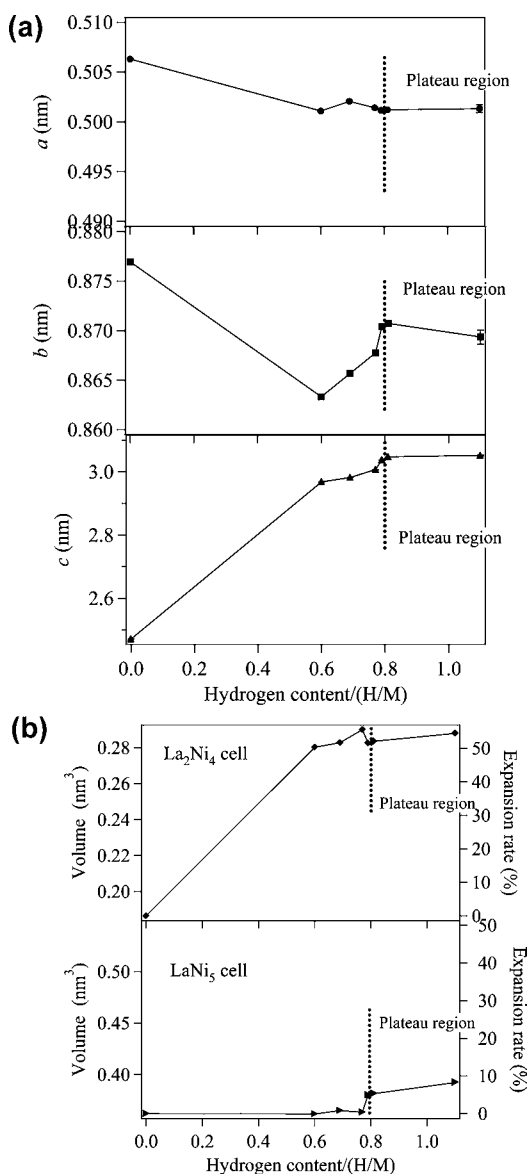 (a)
0.510
0.505
0.500
0.495
0.490
a (nm)
Plateau region
0.880
0.875
0.870
0.865
0.860
b (nm)
Plateau region
3.0
2.8
2.6
c (nm)
Plateau region
0.0 0.2 0.4 0.6 0.8 1.0
Hydrogen content/(H/M)
(b)
0.28
0.26
0.24
0.22
0.20
Volume (nm³)
La₂Ni₄ cell
Plateau region
50
40
30
20
10
0
Expansion rate (%)
0.50
0.45
0.40
Volume (nm³)
LaNi₅ cell
Plateau region
50
40
30
20
10
0
Expansion rate (%)
0.0 0.2 0.4 0.6 0.8 1.0
Hydrogen content/(H/M)